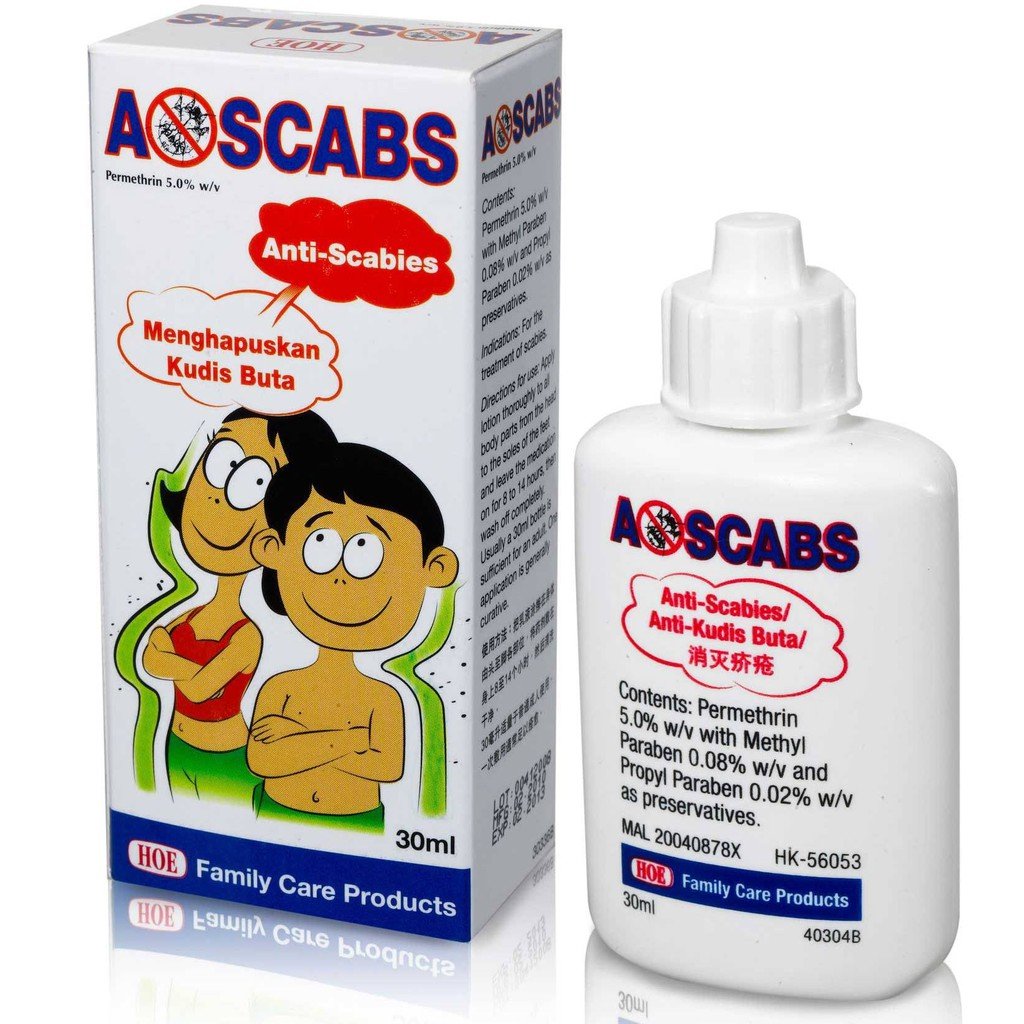 A SCABS
HOE
A SCABS
Permethrin 5.0% w/v
Anti-Scabies
Menghapuskan
Kudis Buta
30ml
HOE
Family Care Products
A SCABS
Permethrin 5.0% w/v
Contents:
Permethrin 5.0% w/v
with Methyl Paraben
0.08% w/v and Propyl
Paraben 0.02% w/v as
preservatives.
Indications: For the
treatment of scabies.
Directions for use: Apply
lotion thoroughly to all
body parts from the head
to the soles of the feet
and leave the medication
on for 8 to 14 hours, then
wash off completely.
Usually a 30ml bottle is
sufficient for an adult. One
application is generally
curative.
A SCABS
Anti-Scabies/
Anti-Kudis Buta/
消灭疥疮
Contents: Permethrin
5.0% w/v with Methyl
Paraben 0.08% w/v and
Propyl Paraben 0.02% w/v
as preservatives.
MAL 20040878X HK-56053
HOE Family Care Products
30ml
40304B